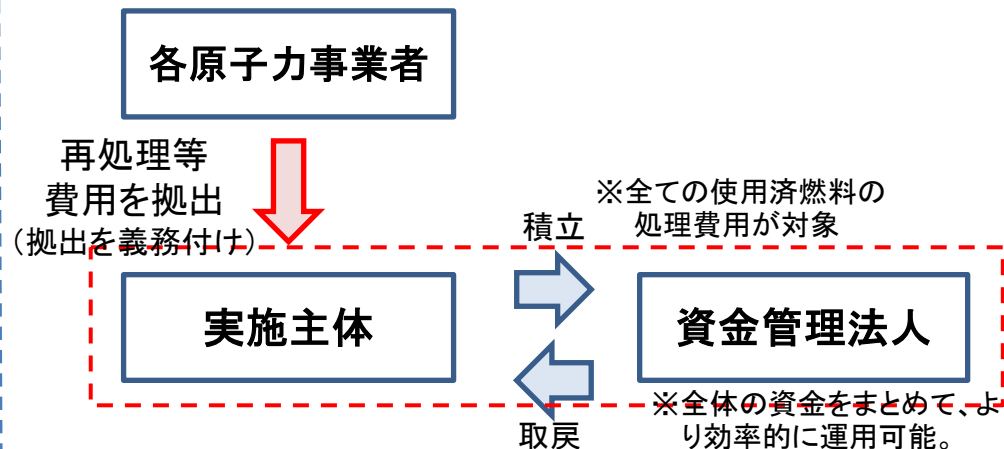 各原子力事業者
再処理等
費用を拠出
（拠出を義務付け）
※全ての使用済燃料の
処理費用が対象
積立
実施主体
資金管理法人
取戻
※全体の資金をまとめて、よ
り効率的に運用可能。